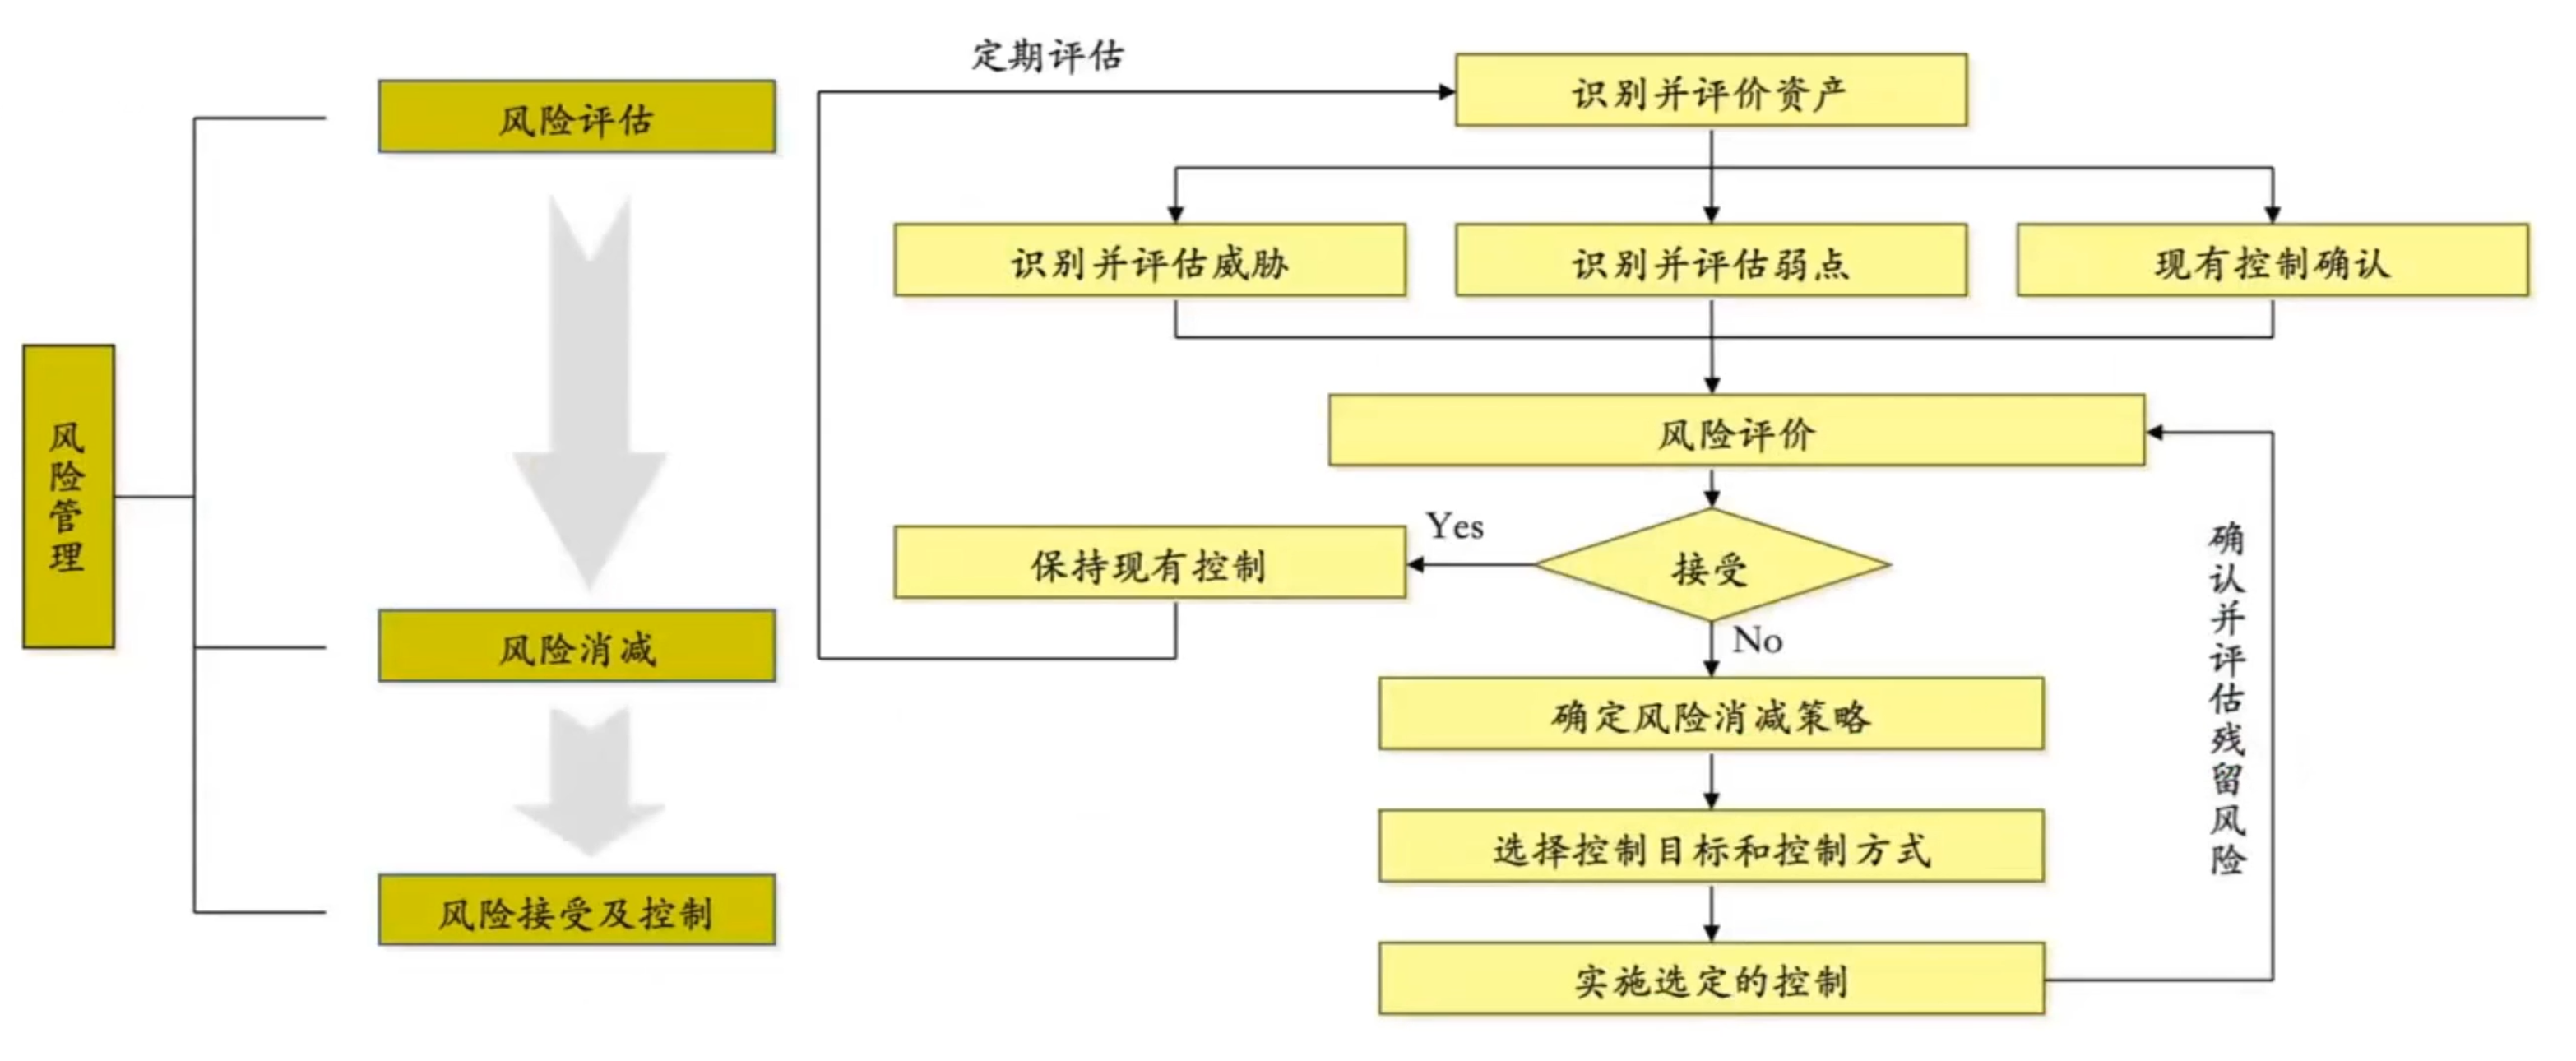 定期评估
识别并评价资产
风险评估
识别并评估威胁
识别并评估弱点
现有控制确认
风险管理
风险评价
Yes
保持现有控制
接受
No
确认并评估残留风险
风险消减
确定风险消减策略
选择控制目标和控制方式
风险接受及控制
实施选定的控制